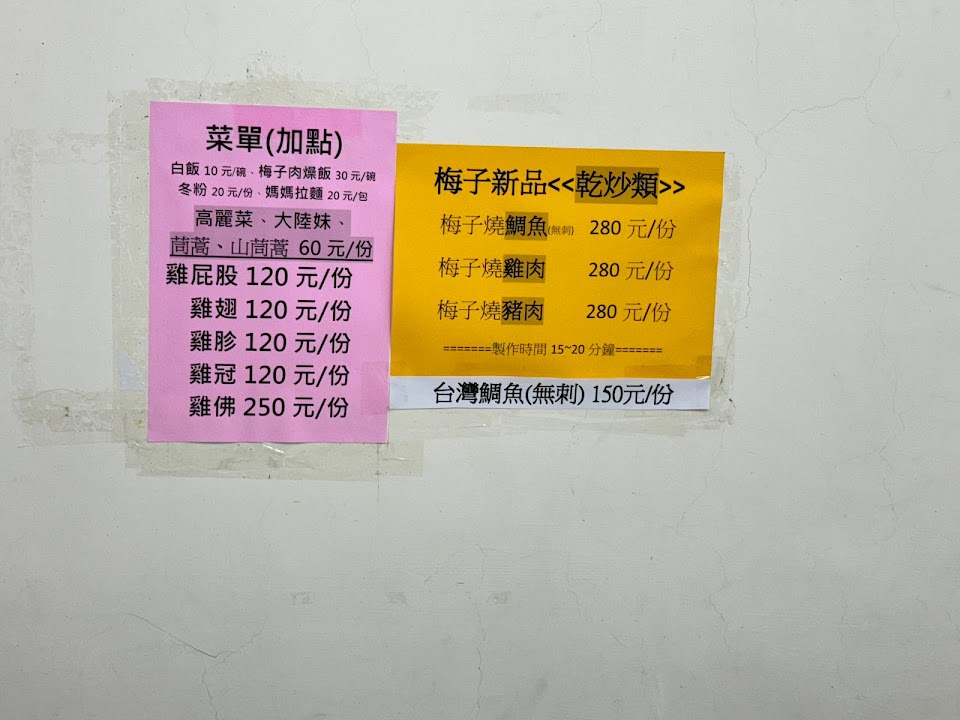 菜單(加點)
白飯 10 元/碗、梅子肉燥飯 30 元/碗
冬粉 20 元/份、媽媽拉麵 20 元/包
高麗菜、大陸妹、
茼蒿、山茼蒿 60 元/份
雞屁股 120 元/份
雞翅 120 元/份
雞胗 120 元/份
雞冠 120 元/份
雞佛 250 元/份
梅子新品<<乾炒類>>
梅子燒鯛魚(無刺) 280 元/份
梅子燒雞肉 280 元/份
梅子燒豬肉 280 元/份
=======製作時間 15~20 分鐘=======
台灣鯛魚(無刺) 150元/份